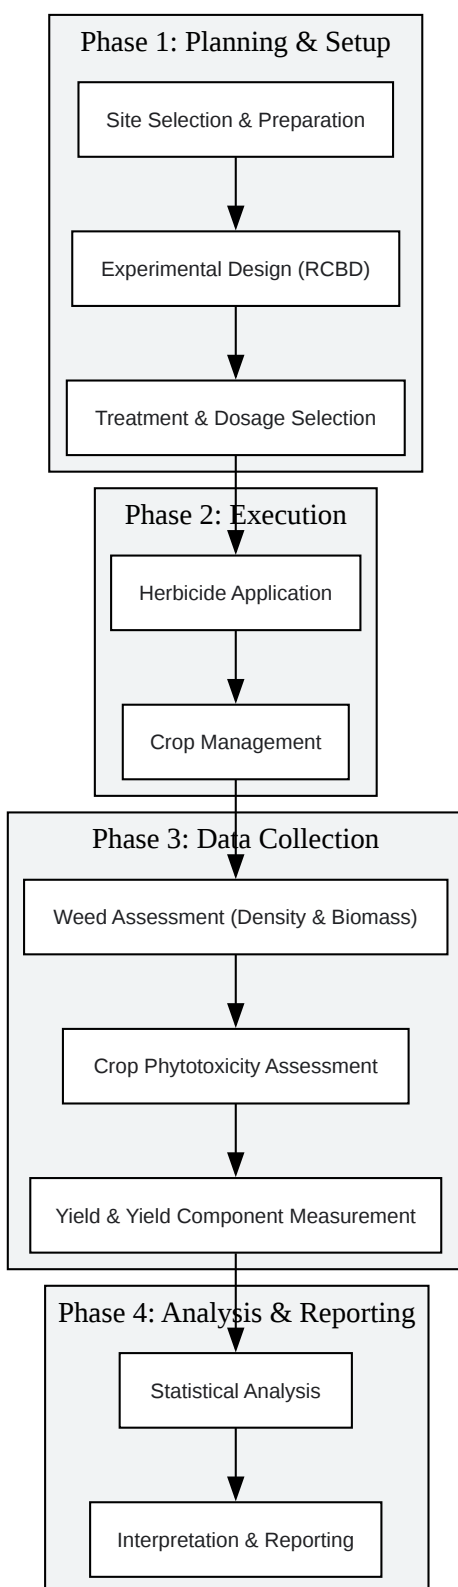 Phase 1: Planning & Setup
Site Selection & Preparation
Experimental Design (RCBD)
Treatment & Dosage Selection
Phase 2: Execution
Herbicide Application
Crop Management
Phase 3: Data Collection
Weed Assessment (Density & Biomass)
Crop Phytotoxicity Assessment
Yield & Yield Component Measurement
Phase 4: Analysis & Reporting
Statistical Analysis
Interpretation & Reporting